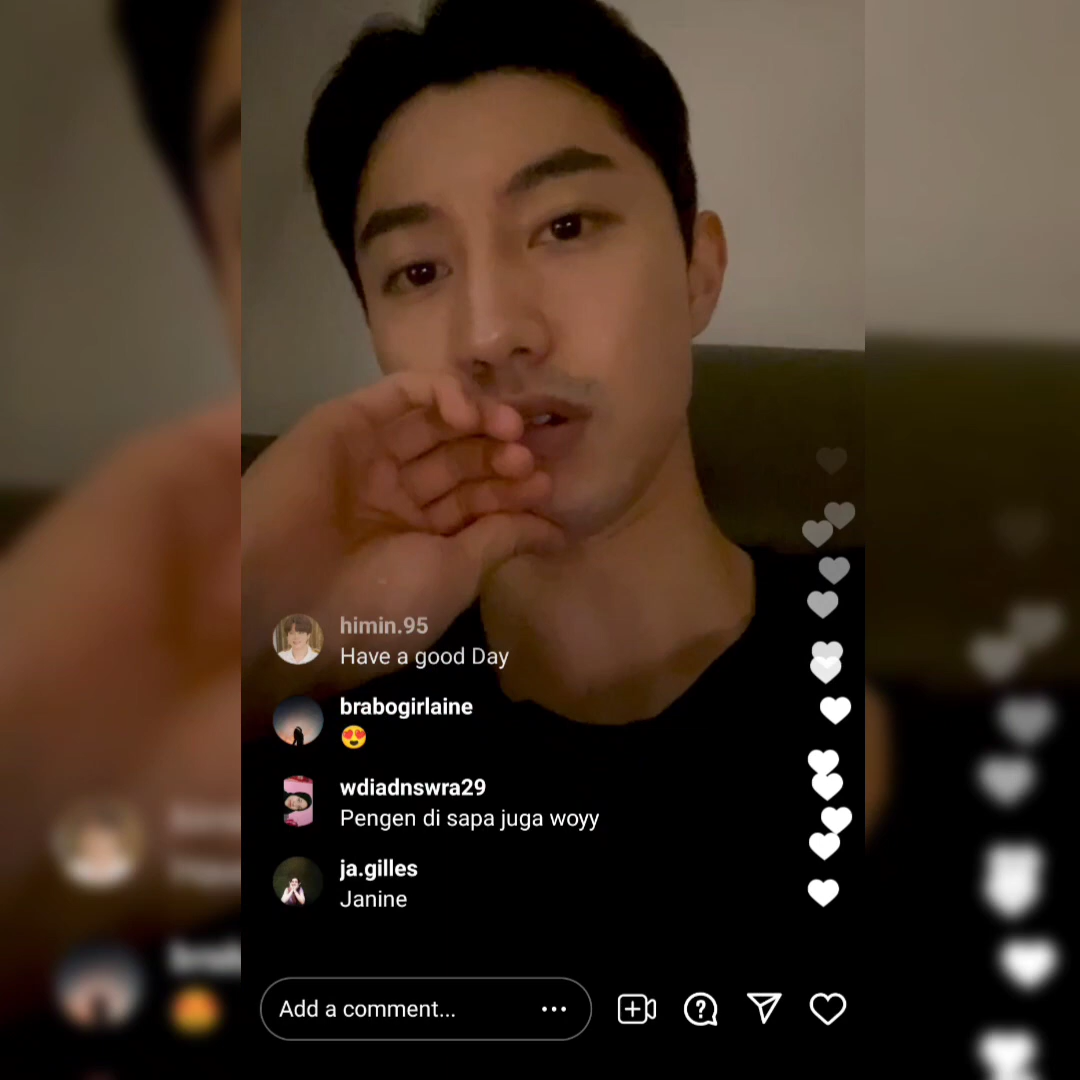 himin.95
Have a good Day
brabogirlaine
😍
wdiadnswra29
Pengen di sapa juga woyy
ja.gilles
Janine
Add a comment...